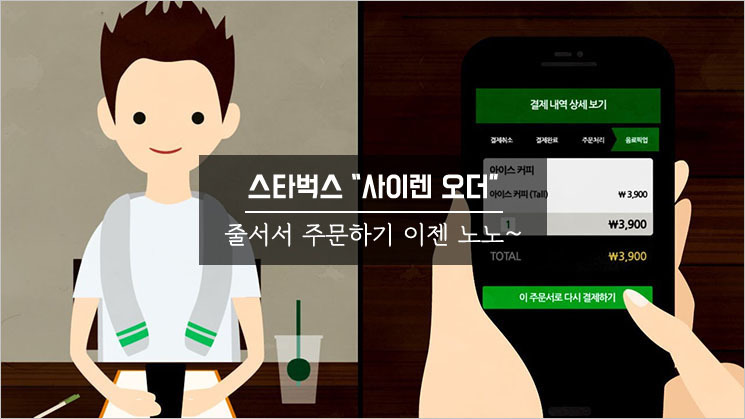 스타벅스 "사이렌 오더"
줄서서 주문하기 이젠 노노~
결제 내역 상세 보기
결제취소 결제완료 주문처리 음료픽업
아이스 커피
아이스 커피 (Tall) ₩ 3,900
1 ₩3,900
TOTAL ₩3,900
이 주문서로 다시 결제하기